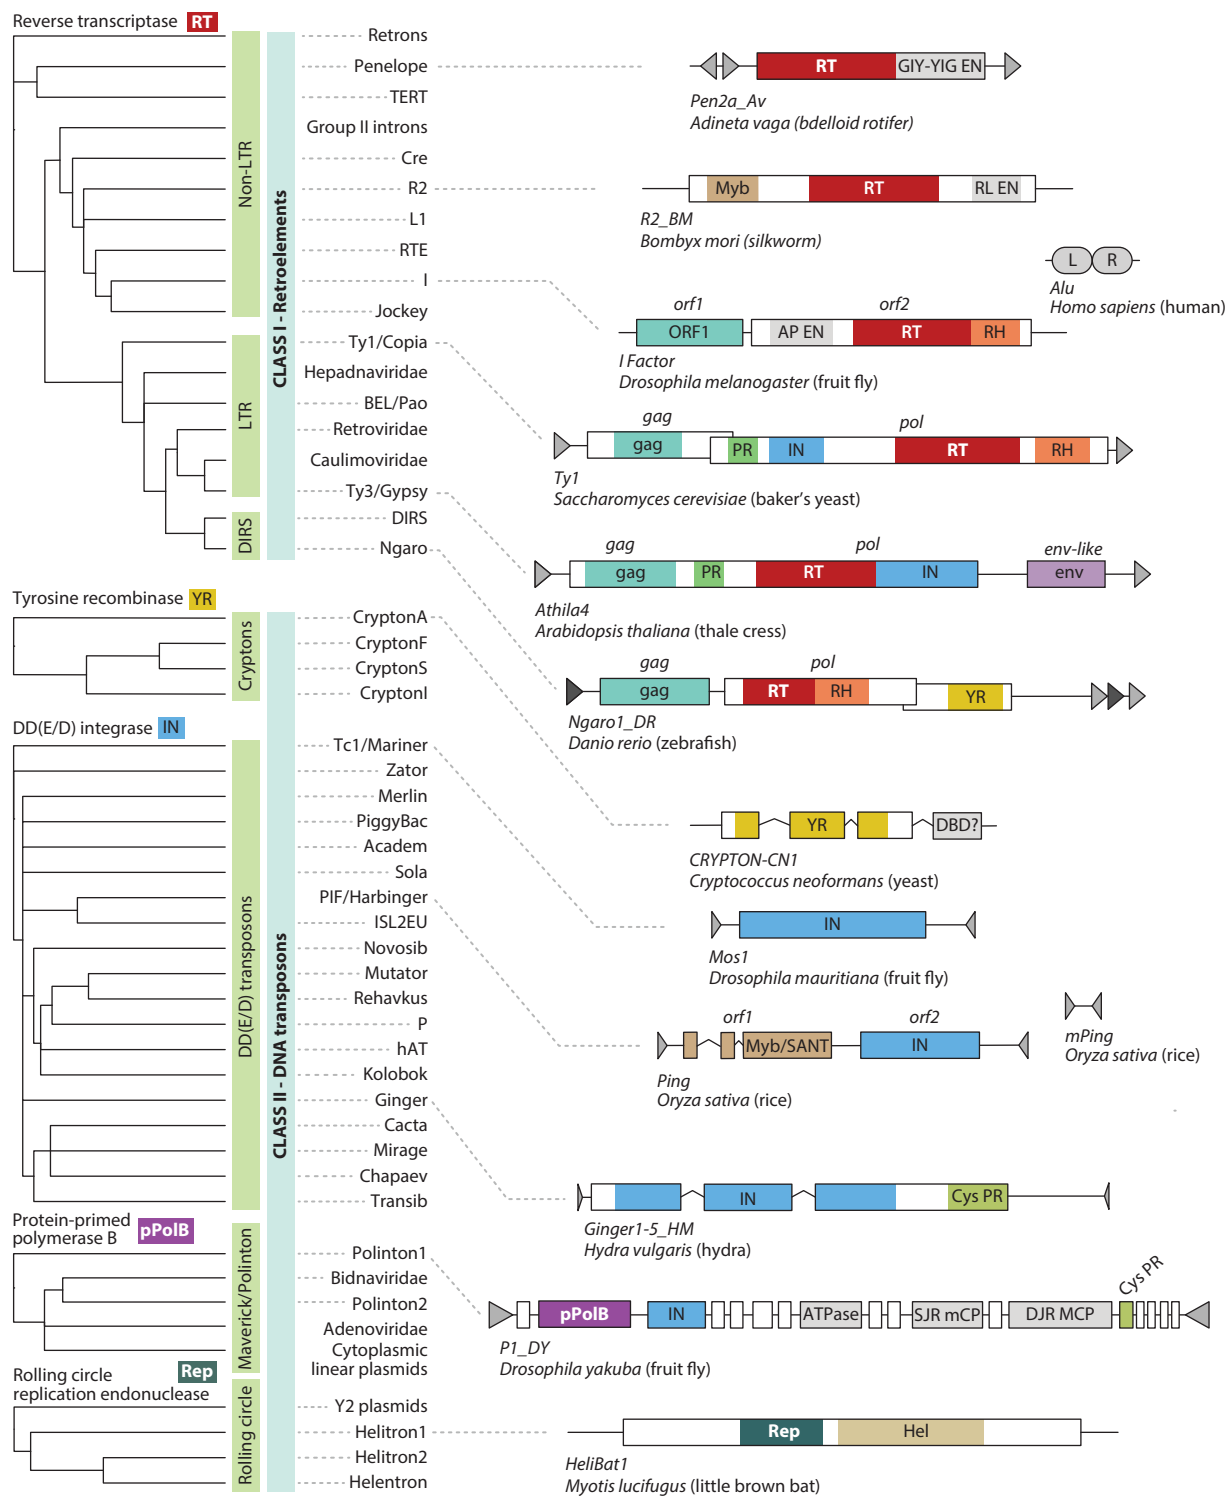 Reverse transcriptase RT
Non-LTR
LTR
DIRS
CLASS I - Retroelements
Retrons
Penelope
TERT
Group II introns
Cre
R2
L1
RTE
I
Jockey
Ty1/Copia
Hepadnaviridae
BEL/Pao
Retroviridae
Caulimoviridae
Ty3/Gypsy
DIRS
Ngaro
RT GIY-YIG EN
Pen2a_Av
Adineta vaga (bdelloid rotifer)
Myb RT RL EN
R2_BM
Bombyx mori (silkworm)
L R
Alu
Homo sapiens (human)
orf1 orf2
ORF1 AP EN RT RH
I Factor
Drosophila melanogaster (fruit fly)
gag pol
gag PR IN RT RH
Ty1
Saccharomyces cerevisiae (baker's yeast)
gag pol env-like
gag PR RT IN env
Athila4
Arabidopsis thaliana (thale cress)
gag pol
gag RT RH YR
Ngaro1_DR
Danio rerio (zebrafish)
Tyrosine recombinase YR
Cryptons
CLASS II - DNA transposons
CryptonA
CryptonF
CryptonS
CryptonI
YR DBD?
CRYPTON-CN1
Cryptococcus neoformans (yeast)
DD(E/D) integrase IN
DD(E/D) transposons
Tc1/Mariner
Zator
Merlin
PiggyBac
Academ
Sola
PIF/Harbinger
ISL2EU
Novosib
Mutator
Rehavkus
P
hAT
Kolobok
Ginger
Cacta
Mirage
Chapaev
Transib
IN
Mos1
Drosophila mauritiana (fruit fly)
orf1 orf2
Myb/SANT IN
Ping
Oryza sativa (rice)
mPing
Oryza sativa (rice)
IN Cys PR
Ginger1-5_HM
Hydra vulgaris (hydra)
Protein-primed
polymerase B pPolB
Maverick/Polinton
Polinton1
Bidnaviridae
Polinton2
Adenoviridae
Cytoplasmic
linear plasmids
Cys PR
pPolB IN ATPase SJR mCP DJR MCP
P1_DY
Drosophila yakuba (fruit fly)
Rolling circle
replication endonuclease Rep
Rolling circle
Y2 plasmids
Helitron1
Helitron2
Helentron
Rep Hel
HeliBat1
Myotis lucifugus (little brown bat)